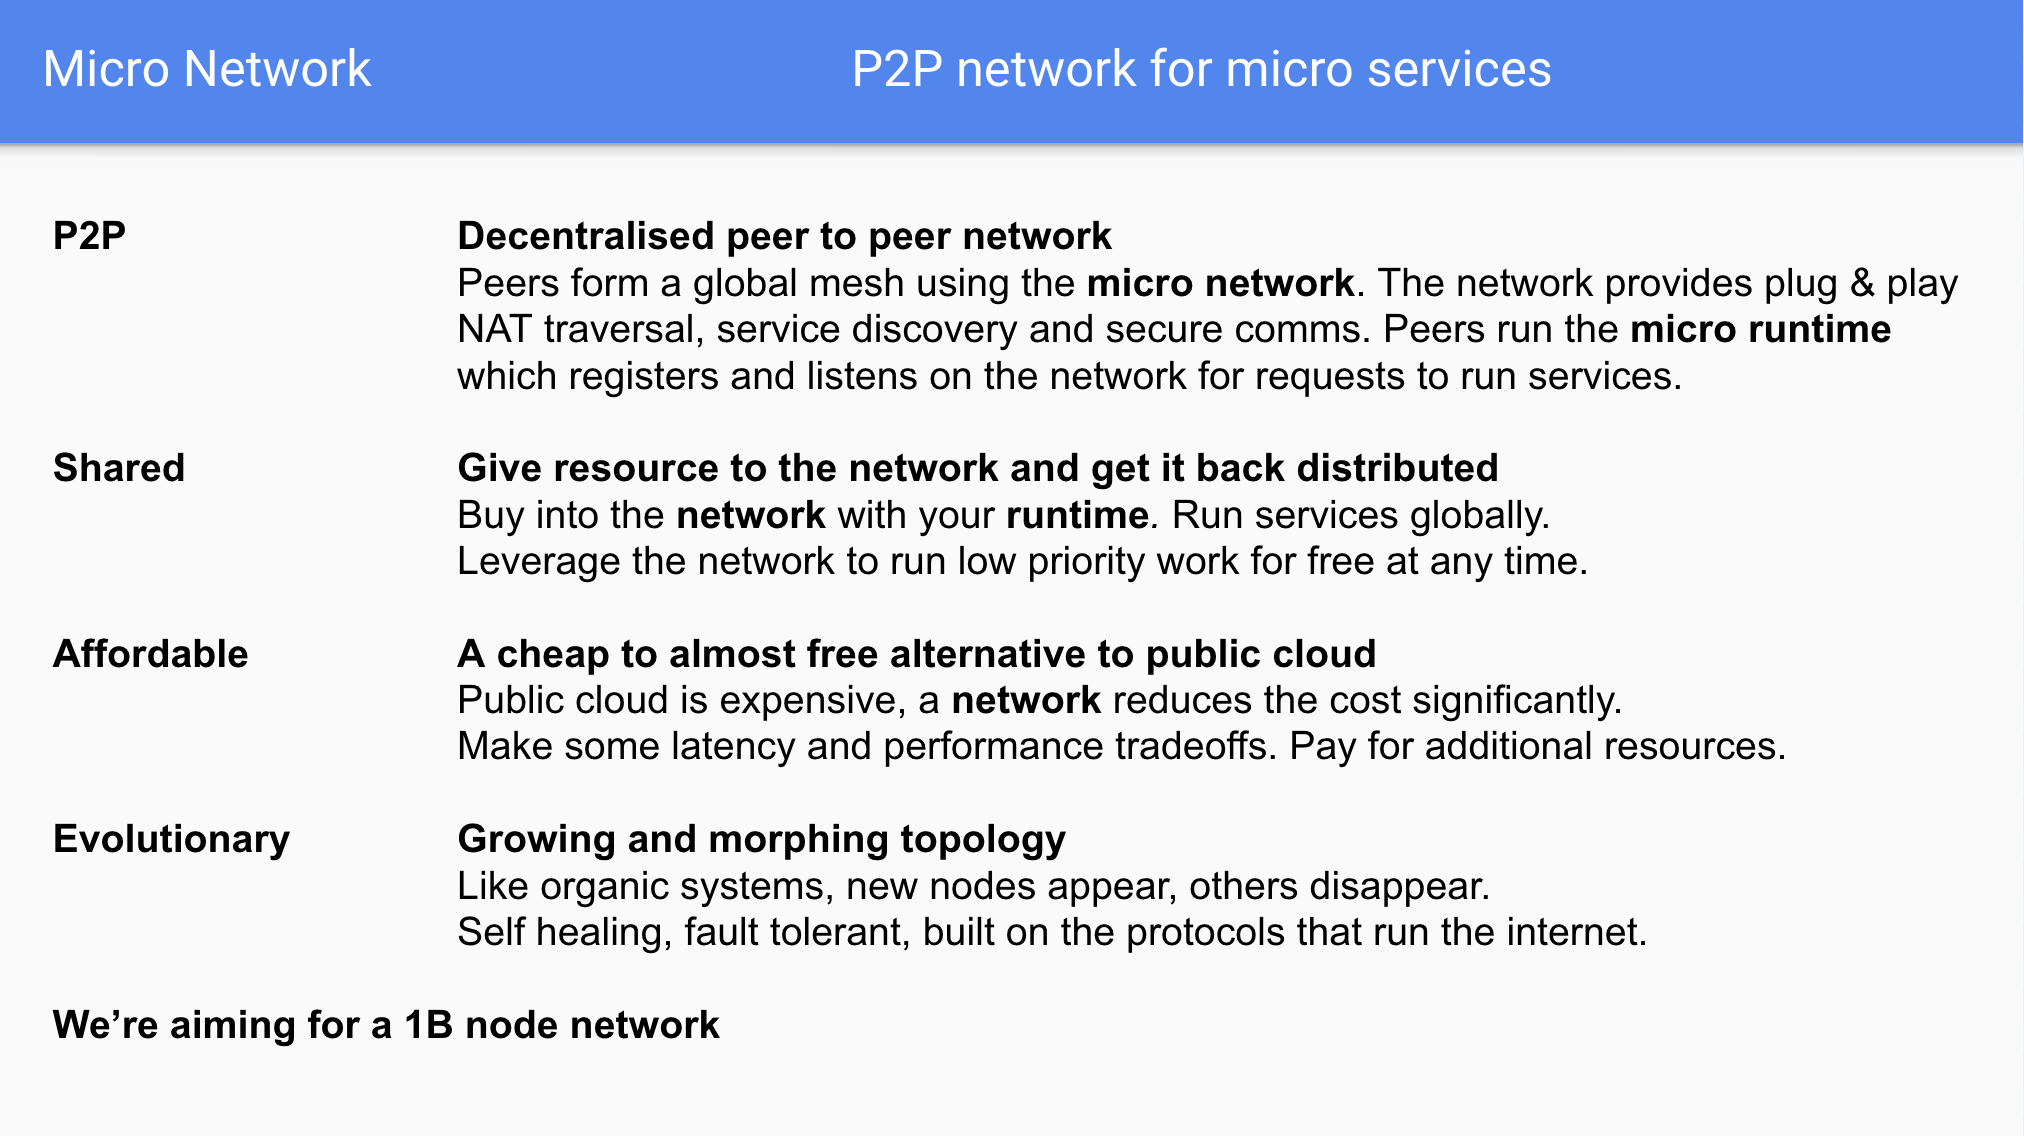 Micro Network
P2P network for micro services
P2P
Decentralised peer to peer network
Peers form a global mesh using the micro network. The network provides plug & play
NAT traversal, service discovery and secure comms. Peers run the micro runtime
which registers and listens on the network for requests to run services.
Shared
Give resource to the network and get it back distributed
Buy into the network with your runtime. Run services globally.
Leverage the network to run low priority work for free at any time.
Affordable
A cheap to almost free alternative to public cloud
Public cloud is expensive, a network reduces the cost significantly.
Make some latency and performance tradeoffs. Pay for additional resources.
Evolutionary
Growing and morphing topology
Like organic systems, new nodes appear, others disappear.
Self healing, fault tolerant, built on the protocols that run the internet.
We’re aiming for a 1B node network